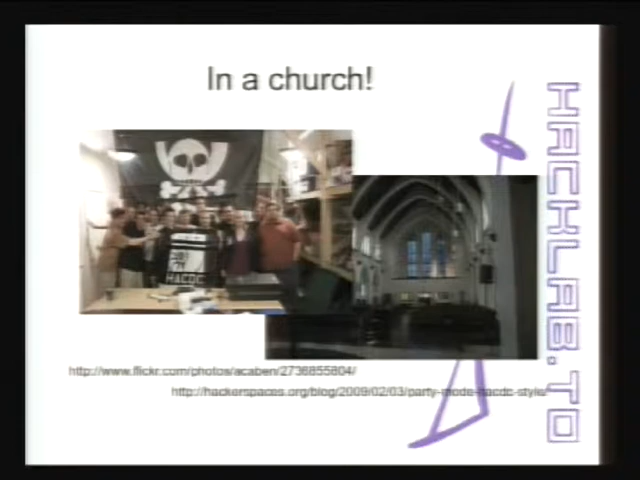 In a church!
HACDC
http://www.flickr.com/photos/acaben/2736855804/
http://hackerspaces.org/blog/2009/02/03/party-mode-hacdc-style/
HACKLAB.TO